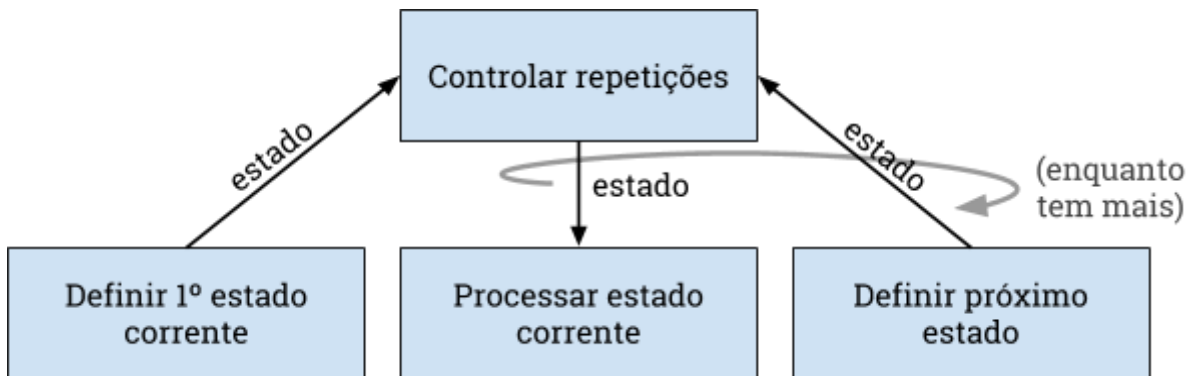 Controlar repetições
estado
estado
estado
(enquanto
tem mais)
Definir 1º estado
corrente
Processar estado
corrente
Definir próximo
estado